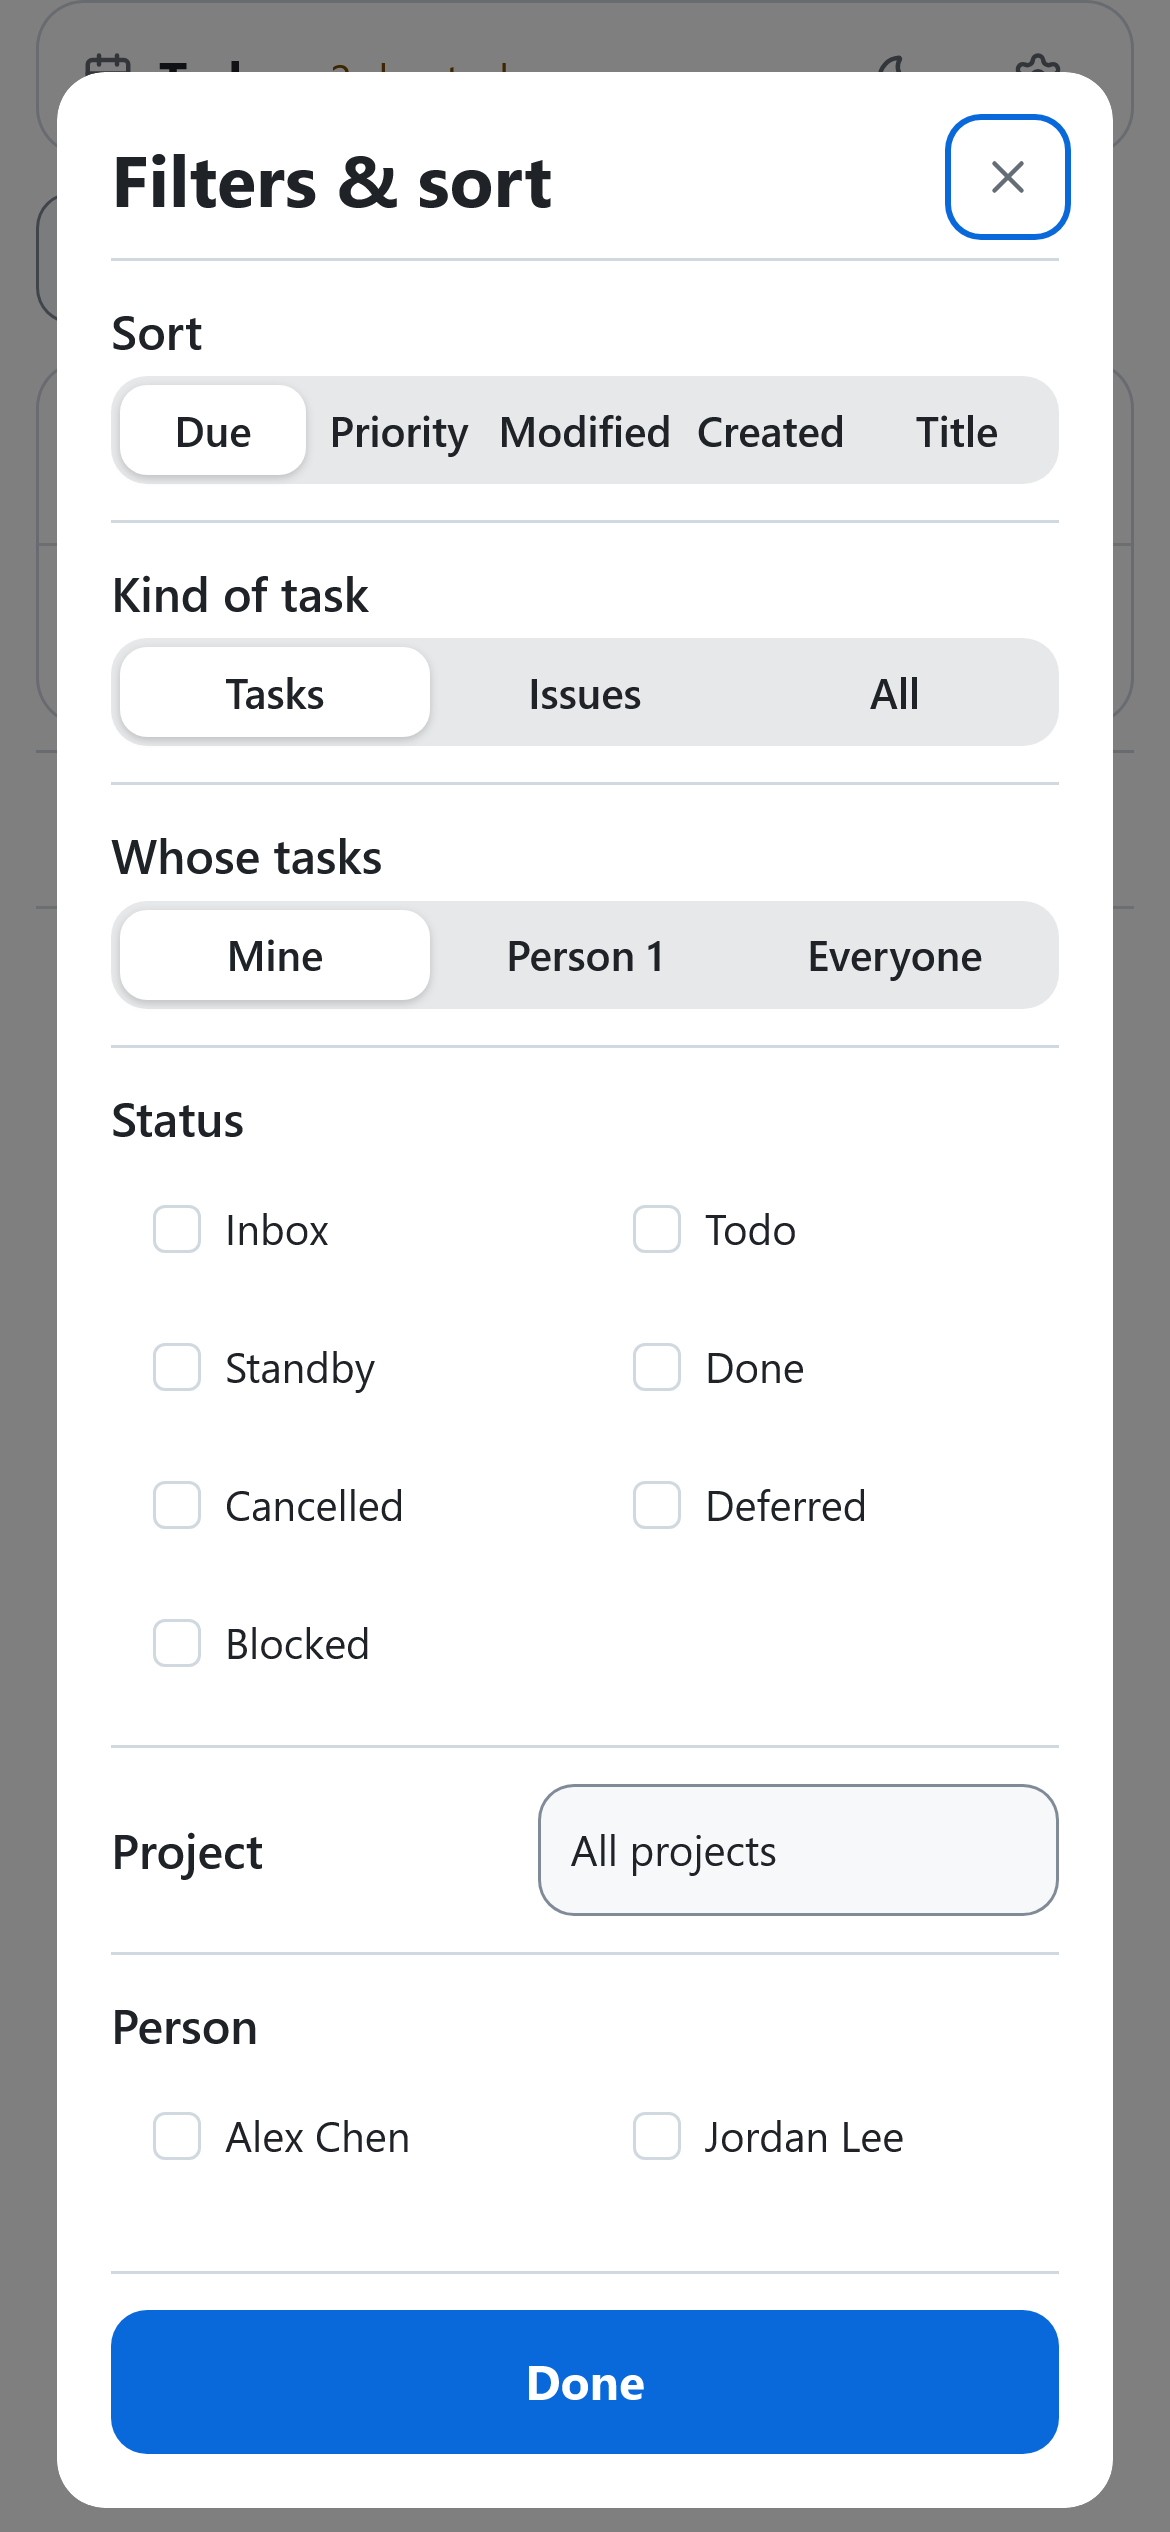 Filters & sort
Sort
Due Priority Modified Created Title
Kind of task
Tasks Issues All
Whose tasks
Mine Person 1 Everyone
Status
Inbox Todo
Standby Done
Cancelled Deferred
Blocked
Project All projects
Person
Alex Chen Jordan Lee
Done